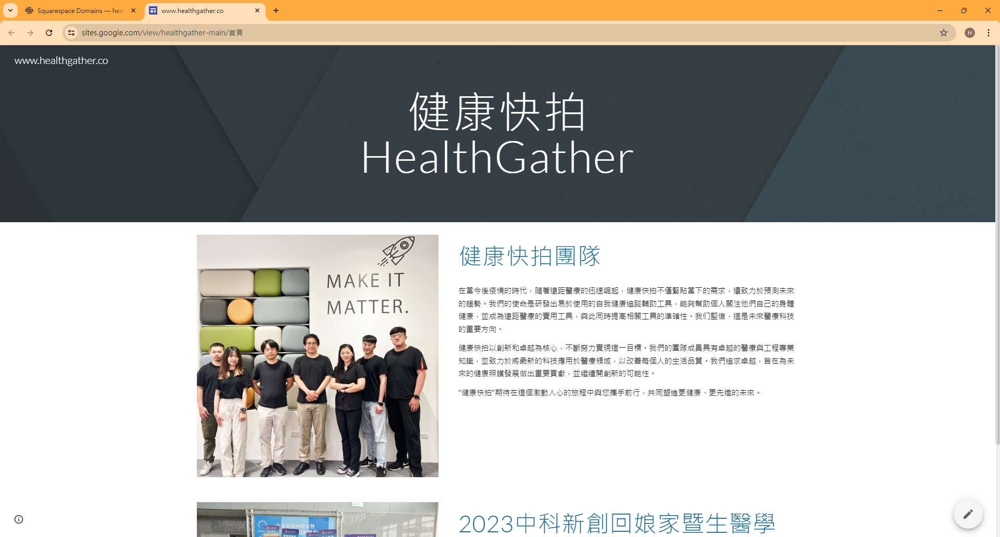 Squarespace Domains — hea
www.healthgather.co
sites.google.com/view/healthgather-main/首頁
H
www.healthgather.co
健康快拍
HealthGather
MAKE IT
MATTER.
健康快拍團隊
在當今後疫情的時代，隨著遠距醫療的迅速崛起，健康快拍不僅緊貼當下的需求，還致力於預測未來
的趨勢。我們的使命是研發出易於使用的自我健康追蹤輔助工具，能夠幫助個人關注他們自己的身體
健康，並成為遠距醫療的實用工具，與此同時提高相關工具的準確性。我们堅信，這是未來醫療科技
的重要方向。
健康快拍以創新和卓越為核心，不斷努力實現這一目標。我們的團隊成員具有卓越的醫療與工程專業
知識，並致力於將最新的科技應用於醫療領域，以改善每個人的生活品質。我們追求卓越，旨在為未
來的健康照護發展做出重要貢獻，並繼續開創新的可能性。
"健康快拍"期待在這個激動人心的旅程中與您攜手前行，共同塑造更健康、更先進的未來。
2023中科新創回娘家暨生醫學